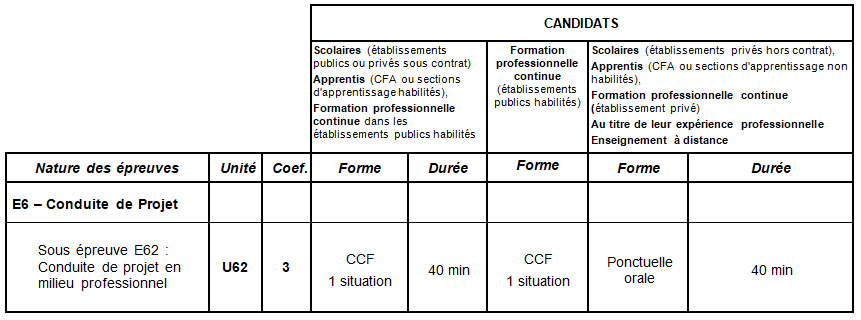 CANDIDATS
Scolaires (établissements
publics ou privés sous contrat)
Apprentis (CFA ou sections
d'apprentissage habilités),
Formation professionnelle
continue dans les
établissements publics habilités
Formation
professionnelle
continue
(établissements
publics habilités)
Scolaires (établissements privés hors contrat),
Apprentis (CFA ou sections d'apprentissage non
habilités),
Formation professionnelle continue
(établissement privé)
Au titre de leur expérience professionnelle
Enseignement à distance
Nature des épreuves Unité Coef. Forme Durée Forme Forme Durée
E6 – Conduite de Projet
Sous épreuve E62 :
Conduite de projet en
milieu professionnel
U62
3
CCF
1 situation
40 min
CCF
1 situation
Ponctuelle
orale
40 min